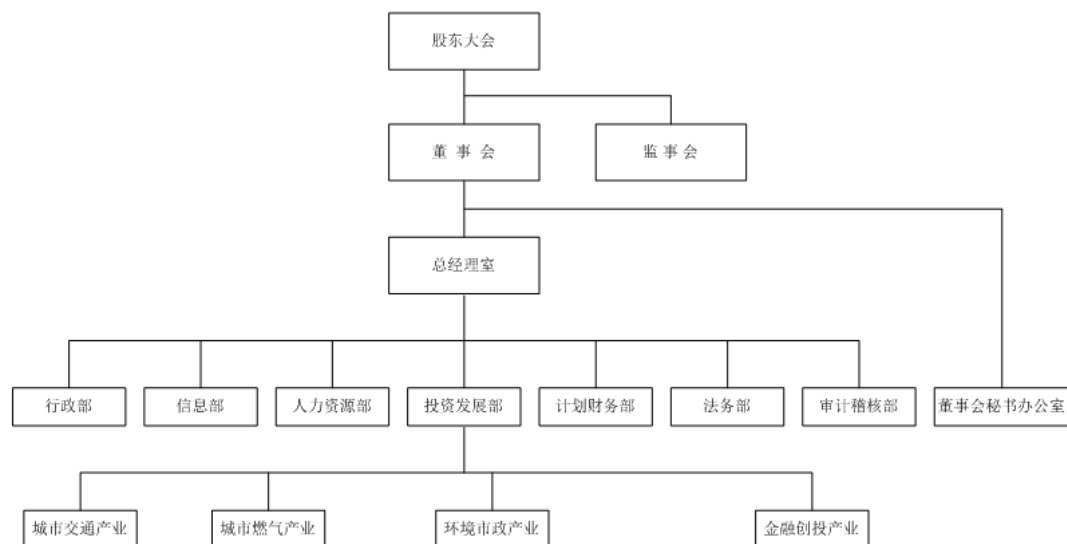 股东大会
董 事 会
监 事 会
总经理室
行政部
信息部
人力资源部
投资发展部
计划财务部
法务部
审计稽核部
董事会秘书办公室
城市交通产业
城市燃气产业
环境市政产业
金融创投产业